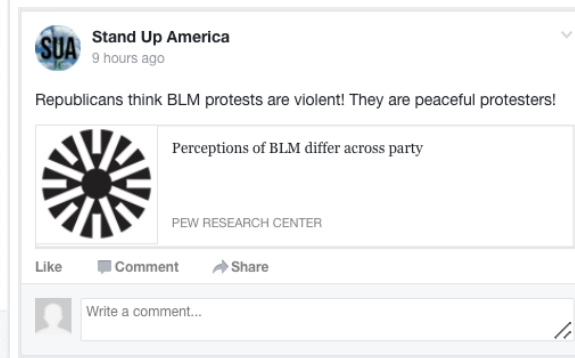 SUA
Stand Up America
9 hours ago
Republicans think BLM protests are violent! They are peaceful protesters!
Perceptions of BLM differ across party
PEW RESEARCH CENTER
Like Comment Share
Write a comment...